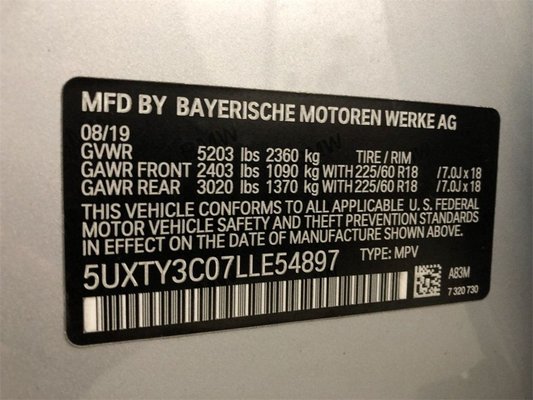 MFD BY BAYERISCHE MOTOREN WERKE AG
08/19
GVWR 5203 lbs 2360 kg TIRE / RIM
GAWR FRONT 2403 lbs 1090 kg WITH 225/60 R18 /7.0J x 18
GAWR REAR 3020 lbs 1370 kg WITH 225/60 R18 /7.0J x 18
THIS VEHICLE CONFORMS TO ALL APPLICABLE U. S. FEDERAL
MOTOR VEHICLE SAFETY AND THEFT PREVENTION STANDARDS
IN EFFECT ON THE DATE OF MANUFACTURE SHOWN ABOVE.
5UXTY3C07LLE54897 TYPE: MPV
A83M
7 320 730